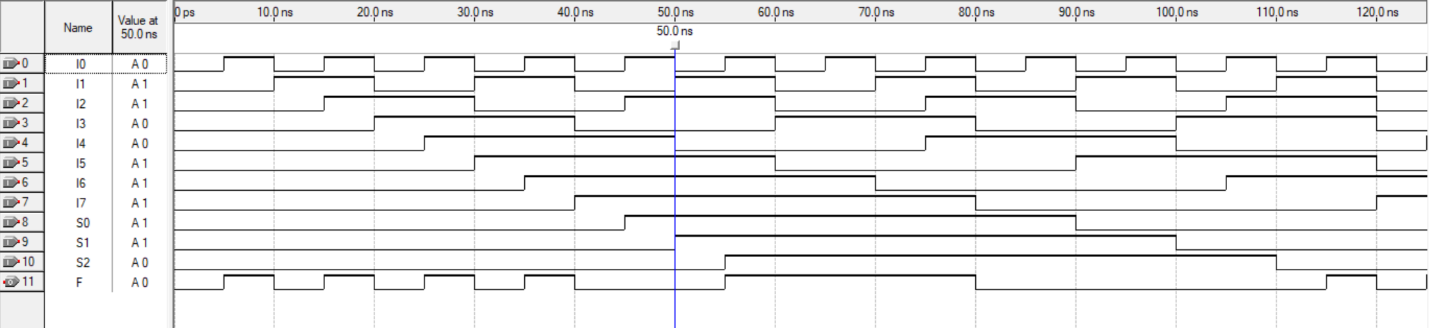 0 ps 10.0 ns 20.0 ns 30.0 ns 40.0 ns 50.0 ns 60.0 ns 70.0 ns 80.0 ns 90.0 ns 100.0 ns 110.0 ns 120.0 ns
Name Value at 50.0 ns
50.0 ns
0 I0 A 0
1 I1 A 1
2 I2 A 1
3 I3 A 0
4 I4 A 0
5 I5 A 1
6 I6 A 1
7 I7 A 1
8 S0 A 1
9 S1 A 1
10 S2 A 0
11 F A 0